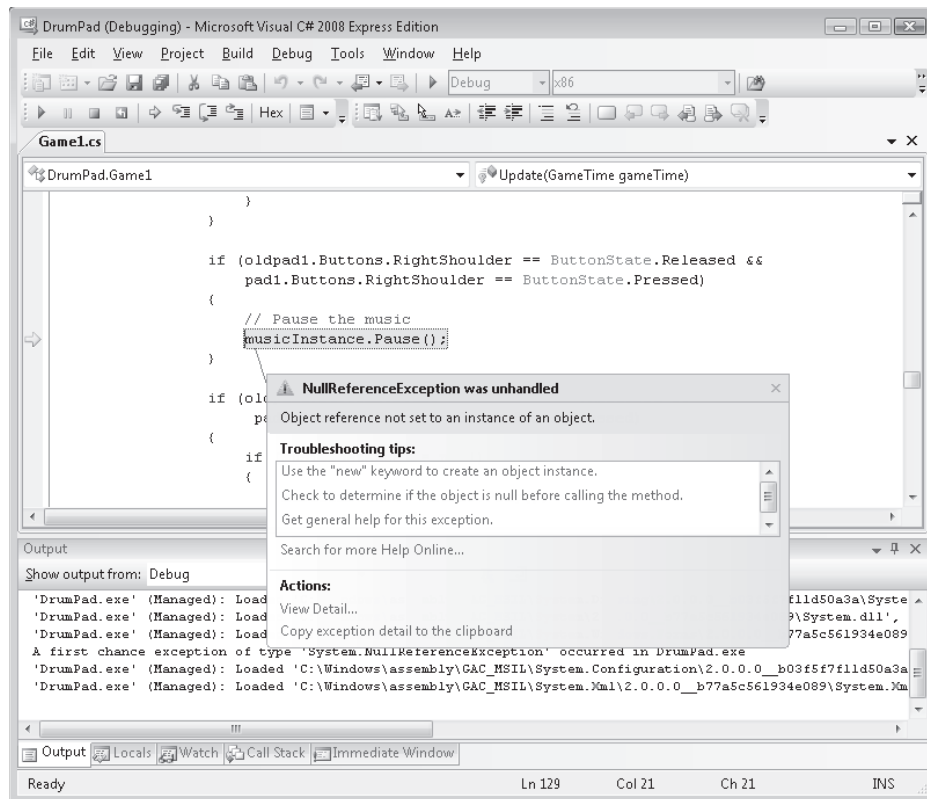 DrumPad (Debugging) - Microsoft Visual C# 2008 Express Edition
File Edit View Project Build Debug Tools Window Help
Debug x86
Hex
Game1.cs
DrumPad.Game1 Update(GameTime gameTime)
}
}
if (oldpad1.Buttons.RightShoulder == ButtonState.Released &&
pad1.Buttons.RightShoulder == ButtonState.Pressed)
{
// Pause the music
musicInstance.Pause();
}
if (old
{
if
{
NullReferenceException was unhandled
Object reference not set to an instance of an object.
Troubleshooting tips:
Use the "new" keyword to create an object instance.
Check to determine if the object is null before calling the method.
Get general help for this exception.
Search for more Help Online...
Actions:
View Detail...
Copy exception detail to the clipboard
Output
Show output from: Debug
'DrumPad.exe' (Managed): Load f11d50a3a\Syste
'DrumPad.exe' (Managed): Load \System.dll',
'DrumPad.exe' (Managed): Load 77a5c561934e089
A first chance exception of type 'System.NullReferenceException' occurred in DrumPad.exe
'DrumPad.exe' (Managed): Loaded 'C:\Windows\assembly\GAC_MSIL\System.Configuration\2.0.0.0__b03f5f7f11d50a3a
'DrumPad.exe' (Managed): Loaded 'C:\Windows\assembly\GAC_MSIL\System.Xml\2.0.0.0__b77a5c561934e089\System.Xm
Output Locals Watch Call Stack Immediate Window
Ready Ln 129 Col 21 Ch 21 INS